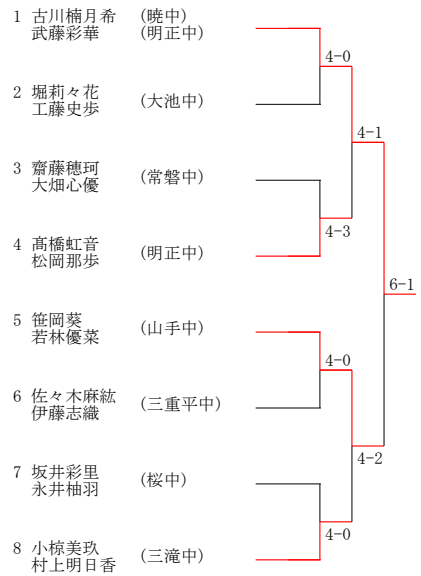 1 古川楠月希 (暁中)
武藤彩華 (明正中)
4-0
2 堀莉々花
工藤史歩 (大池中)
4-1
3 齋藤穂珂
大畑心優 (常磐中)
4-3
4 髙橋虹音
松岡那歩 (明正中)
6-1
5 笹岡葵
若林優菜 (山手中)
4-0
6 佐々木麻紘
伊藤志織 (三重平中)
4-2
7 坂井彩里
永井柚羽 (桜中)
4-0
8 小椋美玖
村上明日香 (三滝中)